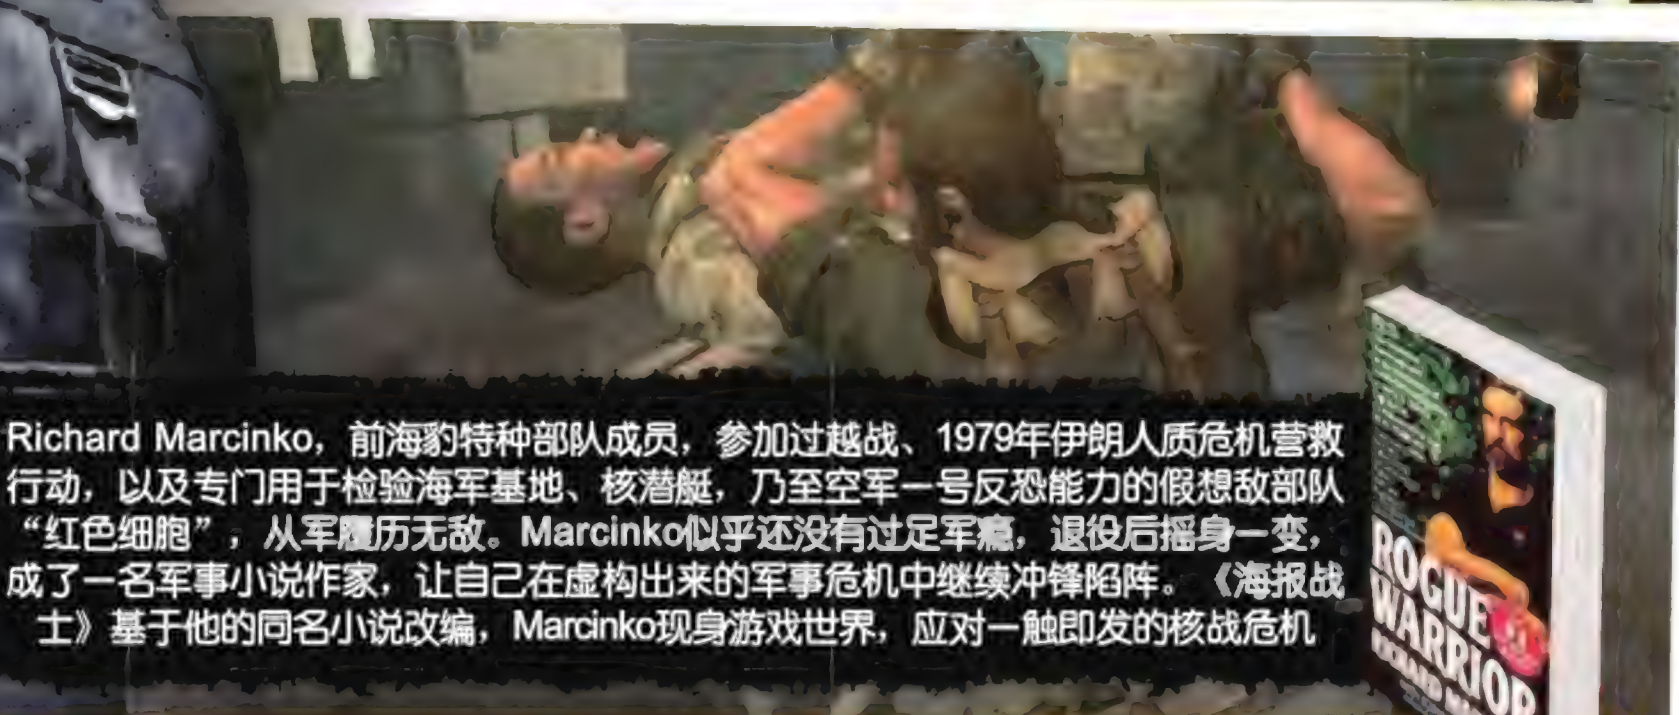 Richard Marcinko，前海豹特种部队成员，参加过越战、1979年伊朗人质危机营救
行动，以及专门用于检验海军基地、核潜艇，乃至空军一号反恐能力的假想敌部队
“红色细胞”，从军履历无敌。Marcinko似乎还没有过足军瘾，退役后摇身一变，
成了一名军事小说作家，让自己在虚构出来的军事危机中继续冲锋陷阵。《海报战
士》基于他的同名小说改编，Marcinko现身游戏世界，应对一触即发的核战危机
ROGUE
WARRIOR
RICHARD